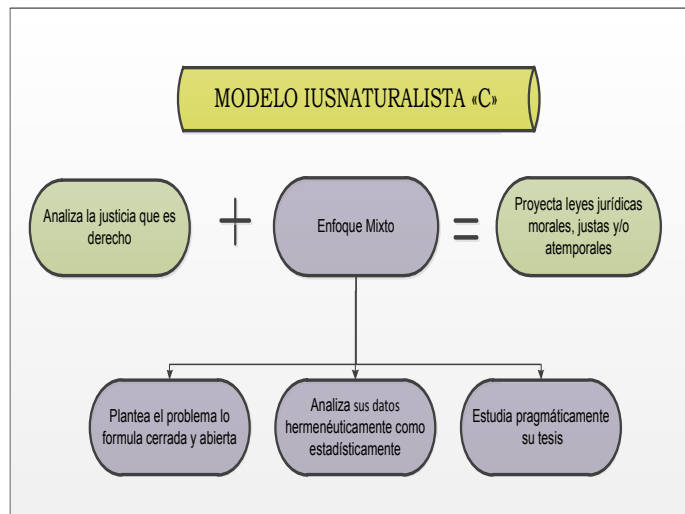 MODELO IUSNATURALISTA «C»
Analiza la justicia que es
derecho
+
Enfoque Mixto
=
Proyecta leyes jurídicas
morales, justas y/o
atemporales
Plantea el problema lo
formula cerrada y abierta
Analiza sus datos
hermenéuticamente como
estadísticamente
Estudia pragmáticamente
su tesis